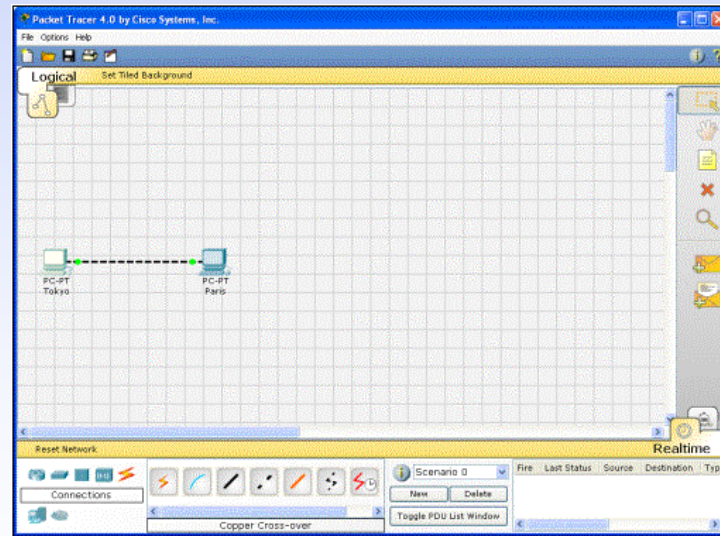 Packet Tracer 4.0 by Cisco Systems, Inc.
File Options Help
Logical Set Tiled Background
PC-PT
Tokyo
PC-PT
Paris
Reset Network
Realtime
Connections
Copper Cross-over
Scenario 0
New Delete
Toggle PDU List Window
Fire Last Status Source Destination Typ